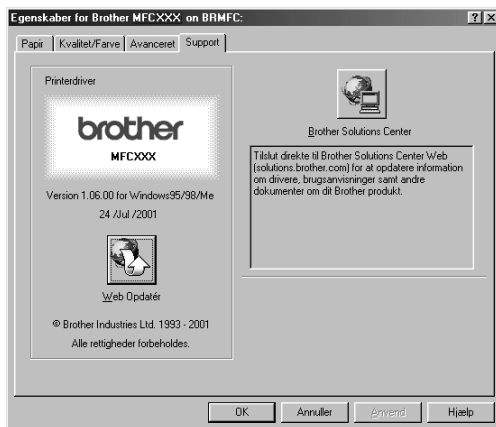 Egenskaber for Brother MFCXXX on BRMFC:
Papir Kvalitet/Farve Avanceret Support
Printerdriver
brother
MFCXXX
Version 1.06.00 for Windows95/98/Me
24 /Jul /2001
Web Opdatér
© Brother Industries Ltd. 1993 - 2001
Alle rettigheder forbeholdes.
Brother Solutions Center
Tilslut direkte til Brother Solutions Center Web
(solutions.brother.com) for at opdatere information
om drivere, brugsanvisninger samt andre
dokumenter om dit Brother produkt.
OK Annuller Anvend Hjælp